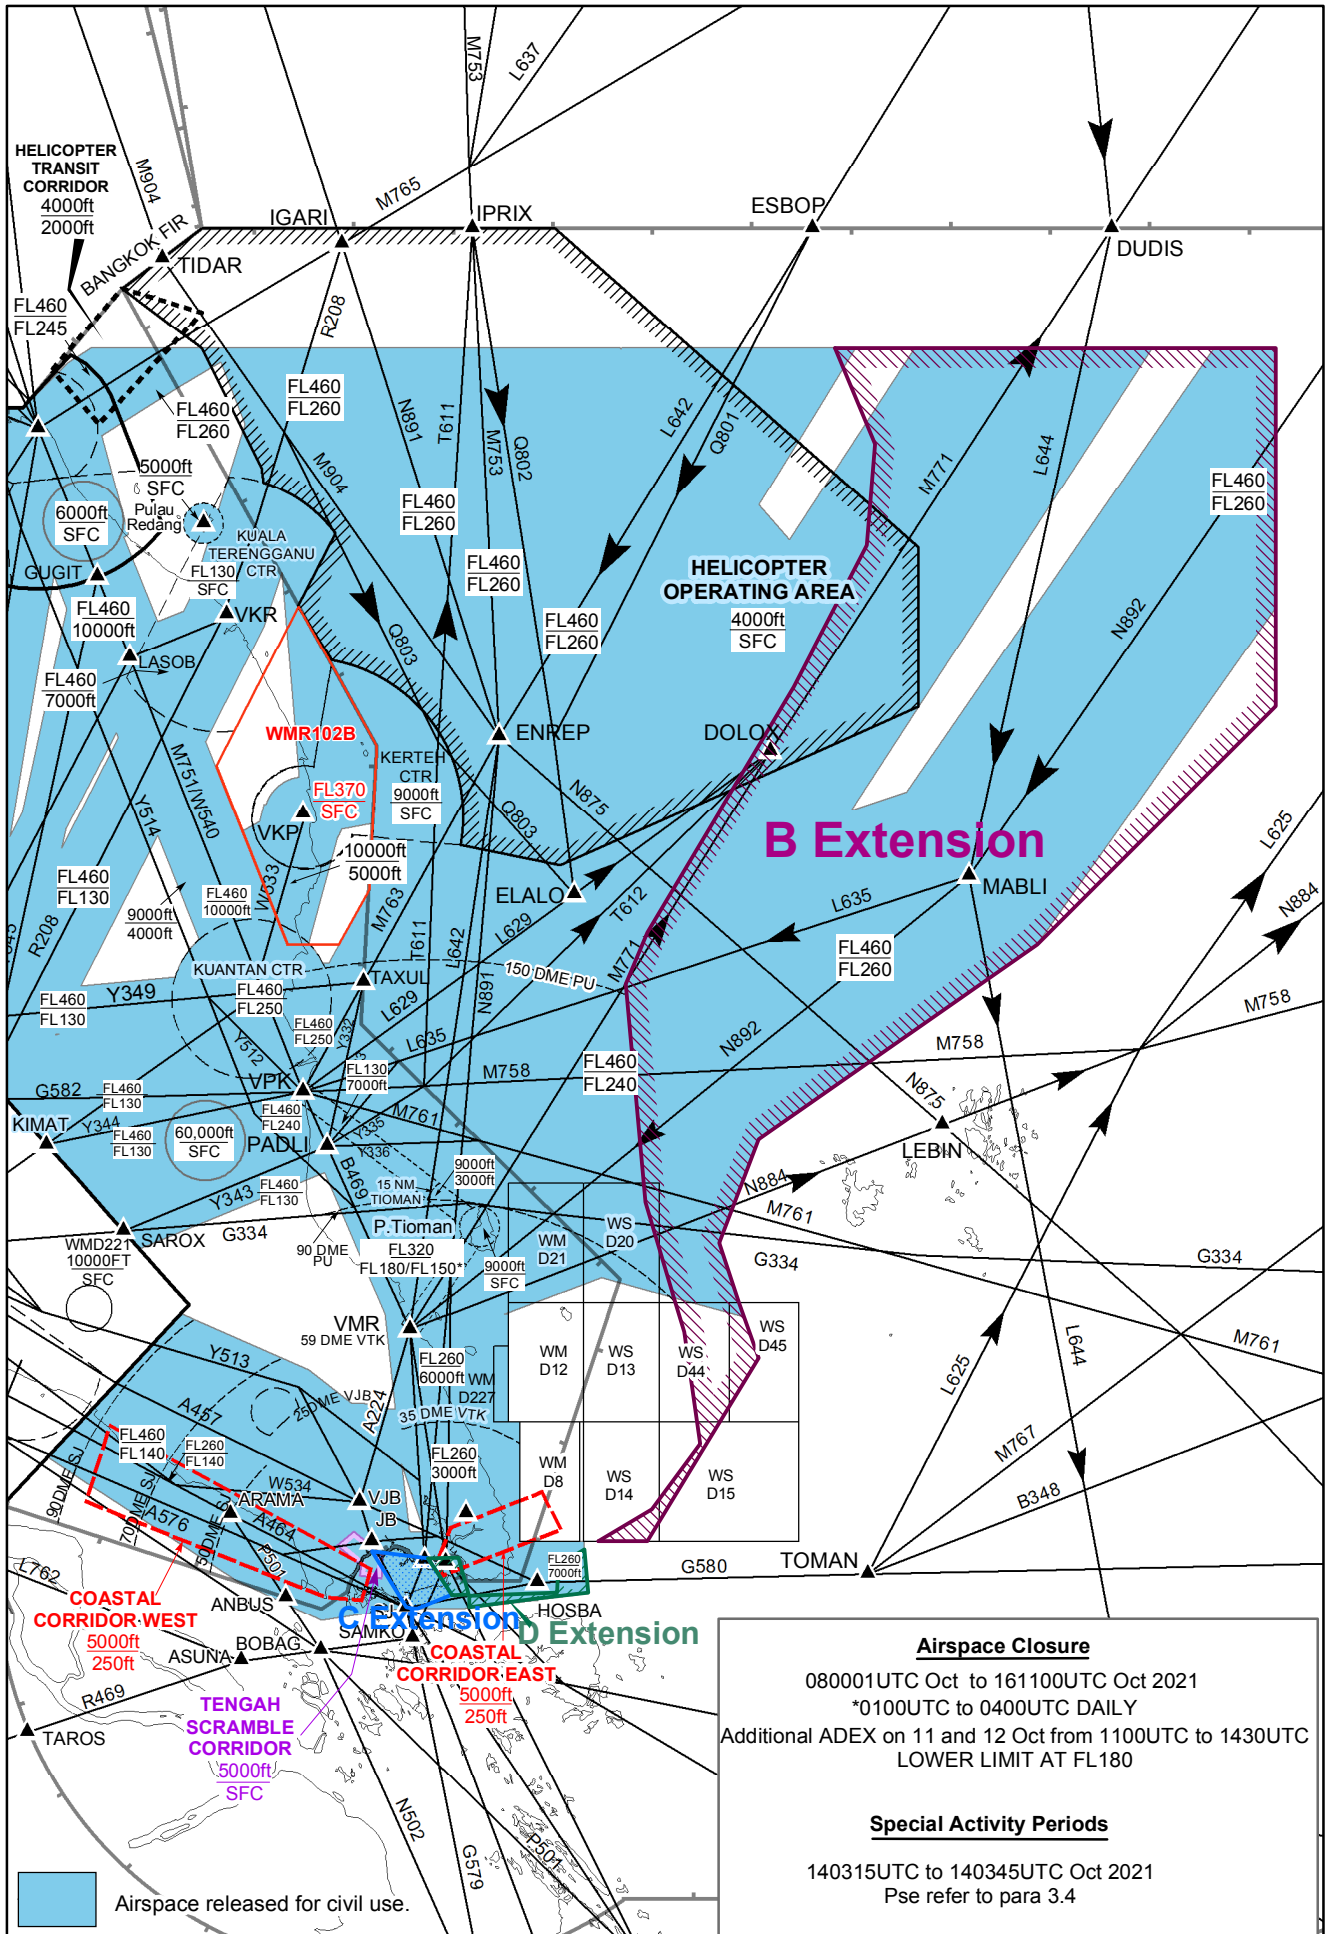 M753
L637
HELICOPTER
TRANSIT
CORRIDOR
4000ft
2000ft
M904
M765
BANGKOK FIR
TIDAR
IGARI
IPRIX
ESBOP
DUDIS
FL460
FL245
R208
FL460
FL260
FL460
FL260
N891
T611
M753
Q802
L642
Q801
M771
L644
FL460
FL260
5000ft
SFC
Pulau
Redang
6000ft
SFC
M904
FL460
FL260
KUALA
TERENGGANU
CTR
FL130
SFC
GUGIT
FL460
10000ft
VKR
LASOB
FL460
7000ft
Q803
FL460
FL260
FL460
FL260
HELICOPTER
OPERATING AREA
4000ft
SFC
N892
WMR102B
ENREP
DOLOX
KERTEH
CTR
9000ft
SFC
M751/W540
Y514
FL370
SFC
VKP
Q803
N875
B Extension
L625
10000ft
5000ft
MABLI
ELALO
FL460
FL130
W533
FL460
10000ft
9000ft
4000ft
M763
L629
T612
L635
N884
R208
T611
L642
M771
FL460
FL260
KUANTAN CTR
TAXUL
150 DME PU
Y349
FL460
FL250
FL460
FL130
L629
N891
M758
FL460
FL250
Y332
Y512
L635
N892
M758
FL130
7000ft
M758
FL460
FL240
VPK
G582
FL460
FL130
N875
KIMAT
Y344
FL460
FL240
M761
FL460
FL130
60,000ft
SFC
PADLI
Y335
Y336
LEBIN
B469
9000ft
3000ft
15 NM
TIOMAN
N884
Y343
FL460
FL130
M761
P.Tioman
WM
D21
WS
D20
SAROX
G334
90 DME
PU
FL320
FL180/FL150*
9000ft
SFC
G334
G334
WMD221
10000FT
SFC
VMR
59 DME VTK
WM
D12
WS
D13
WS
D44
WS
D45
M761
Y513
FL260
6000ft
WM
D227
L644
L625
25DME VJB
A224
35 DME VTK
A457
FL460
FL140
FL260
FL140
FL260
3000ft
WM
D8
WS
D14
WS
D15
M767
90DME SJ
70DME SJ
W534
VJB
B348
ARAMA
A576
A464
JB
P501
L762
FL260
7000ft
G580
TOMAN
COASTAL
CORRIDOR WEST
5000ft
250ft
ANBUS
C Extension
HOSBA
D Extension
SAMKO
BOBAG
ASUNA
COASTAL
CORRIDOR EAST
5000ft
250ft
R469
TAROS
TENGAH
SCRAMBLE
CORRIDOR
5000ft
SFC
N502
G579
P501
Airspace Closure
080001UTC Oct to 161100UTC Oct 2021
*0100UTC to 0400UTC DAILY
Additional ADEX on 11 and 12 Oct from 1100UTC to 1430UTC
LOWER LIMIT AT FL180
Special Activity Periods
140315UTC to 140345UTC Oct 2021
Pse refer to para 3.4
Airspace released for civil use.